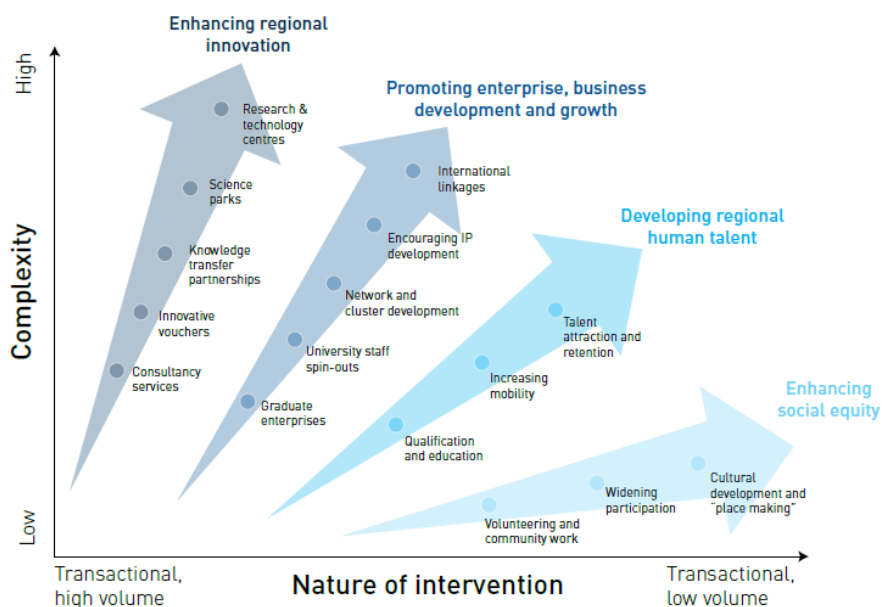 Enhancing regional
innovation
High
Promoting enterprise, business
development and growth
Research &
technology
centres
International
linkages
Science
parks
Developing regional
human talent
Encouraging IP
development
Knowledge
transfer
partnerships
Complexity
Network and
cluster development
Innovative
vouchers
Talent
attraction and
retention
University staff
spin-outs
Consultancy
services
Increasing
mobility
Enhancing
social equity
Graduate
enterprises
Qualification
and education
Cultural
development and
"place making"
Widening
participation
Volunteering and
community work
Low
Transactional,
high volume
Nature of intervention
Transactional,
low volume